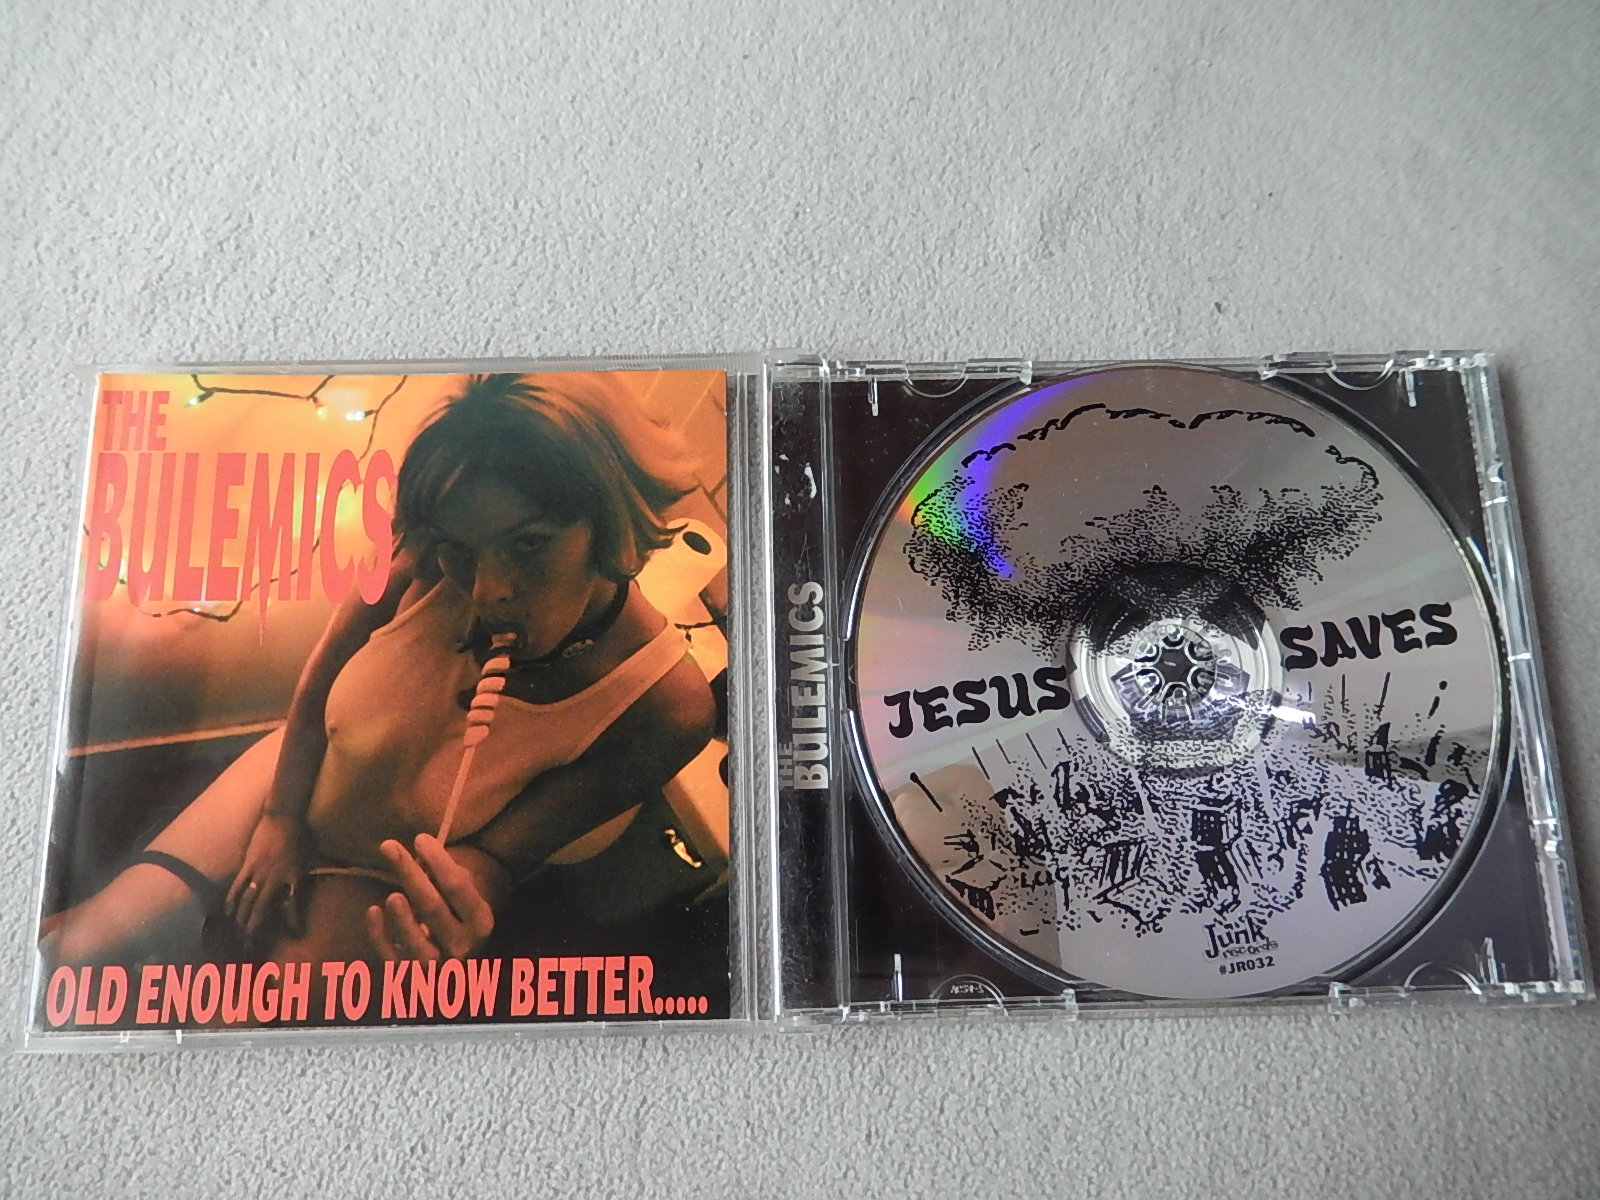 THE
BULEMICS
OLD ENOUGH TO KNOW BETTER.....
THE
BULEMICS
JESUS
SAVES
Junk
records
#JR032